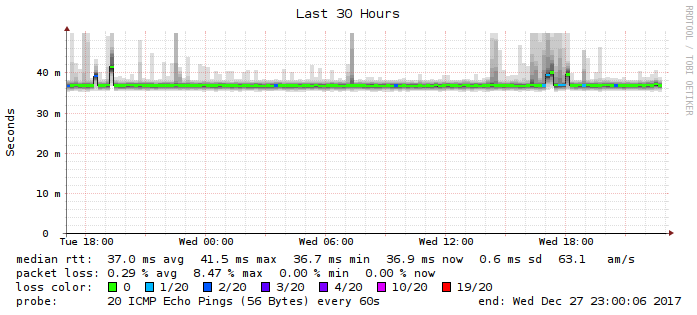 Last 30 Hours
RRDTOOL / TOBI OETIKER
Seconds
40 m
30 m
20 m
10 m
0
Tue 18:00 Wed 00:00 Wed 06:00 Wed 12:00 Wed 18:00
median rtt: 37.0 ms avg 41.5 ms max 36.7 ms min 36.9 ms now 0.6 ms sd 63.1 am/s
packet loss: 0.29 % avg 8.47 % max 0.00 % min 0.00 % now
loss color: 0 1/20 2/20 3/20 4/20 10/20 19/20
probe: 20 ICMP Echo Pings (56 Bytes) every 60s end: Wed Dec 27 23:00:06 2017